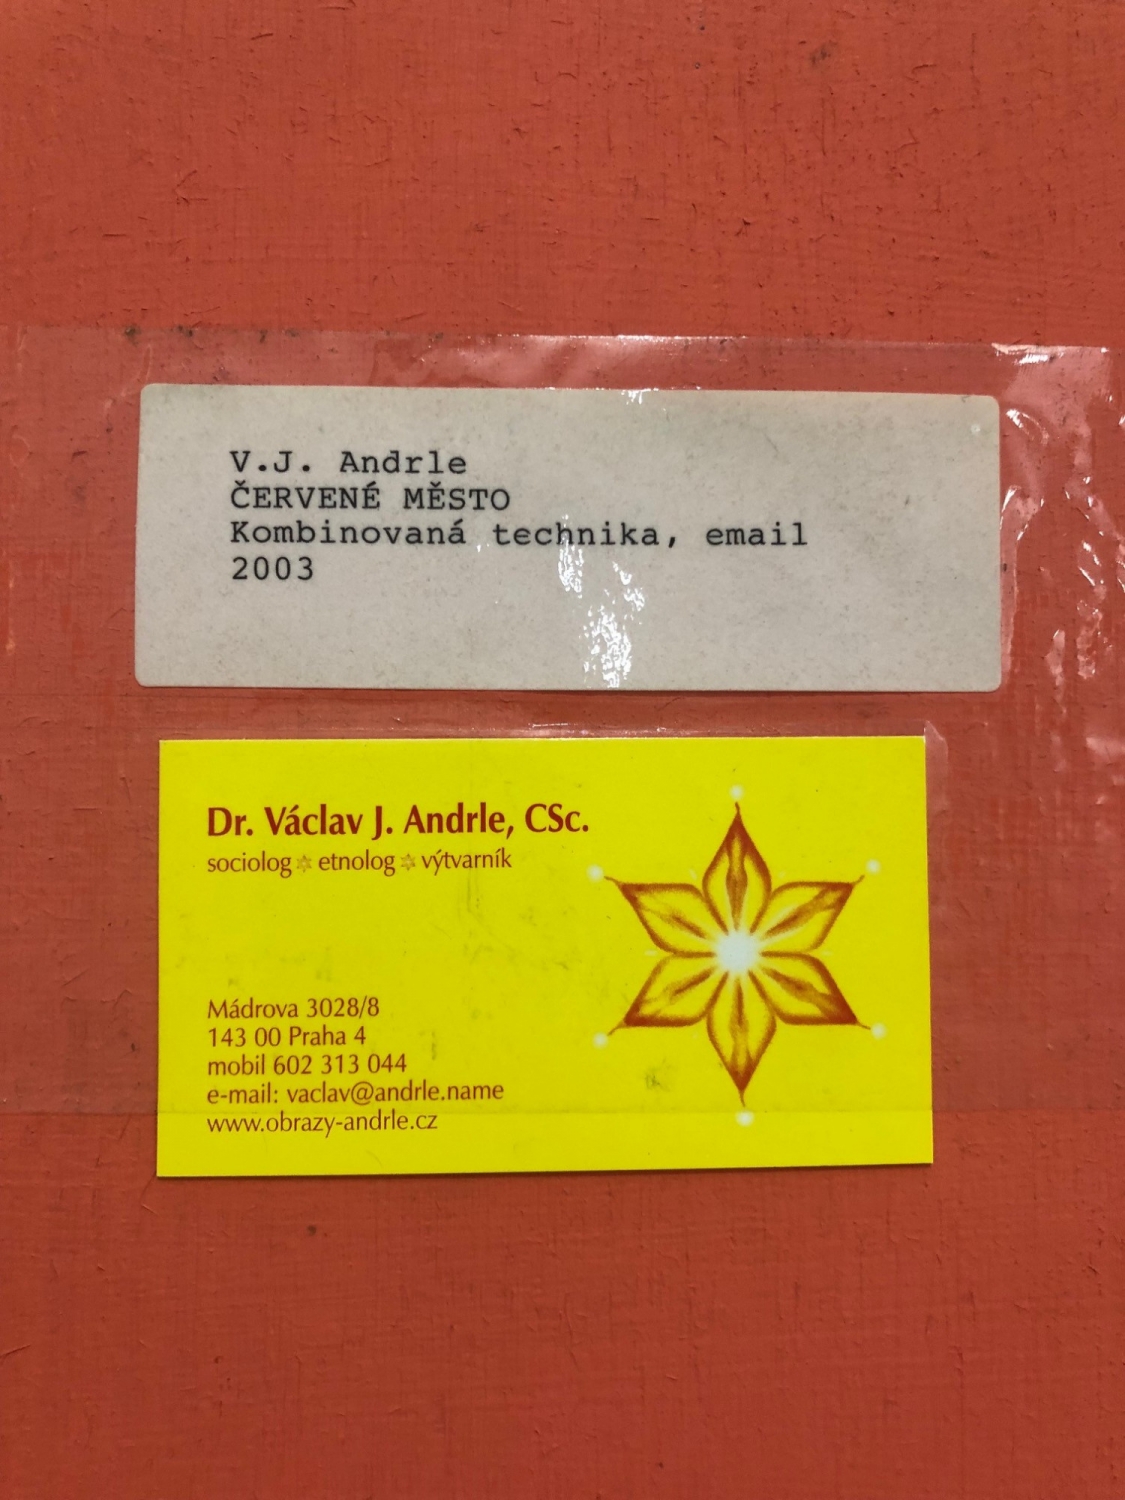 V.J. Andrle
ČERVENÉ MĚSTO
Kombinovaná technika, email
2003
Dr. Václav J. Andrle, CSc.
sociolog ✡ etnolog ✡ výtvarník
Mádrova 3028/8
143 00 Praha 4
mobil 602 313 044
e-mail: vaclav@andrle.name
www.obrazy-andrle.cz